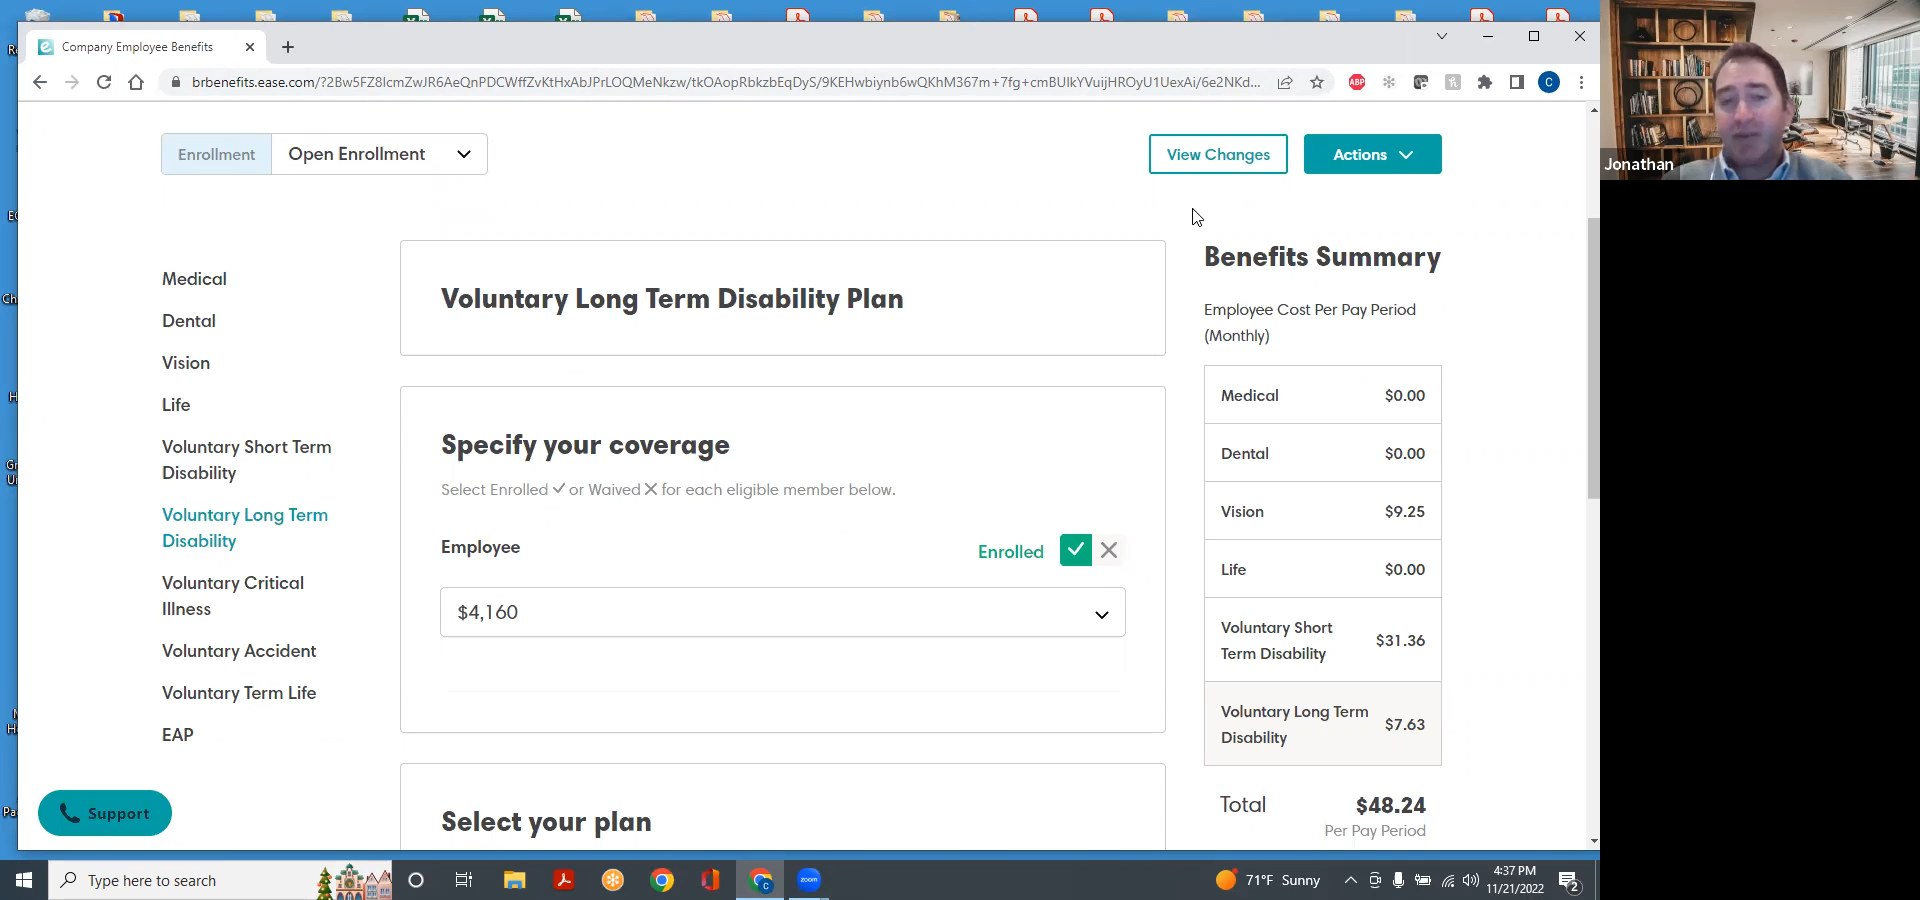 Company Employee Benefits
brbenefits.ease.com/?2Bw5FZ8IcmZwJR6AeQnPDCWffZvKtHxAbJPrLOQMeNkzw/tkOAopRbkzbEqDyS/9KEHwbiynb6wQKhM367m+7fg+cmBUIkYVuijHROyU1UexAi/6e2NKd...
ABP
C
Jonathan
Enrollment
Open Enrollment
View Changes
Actions
Medical
Dental
Vision
Life
Voluntary Short Term
Disability
Voluntary Long Term
Disability
Voluntary Critical
Illness
Voluntary Accident
Voluntary Term Life
EAP
Support
Voluntary Long Term Disability Plan
Specify your coverage
Select Enrolled ✓ or Waived ✕ for each eligible member below.
Employee
Enrolled
$4,160
Select your plan
Benefits Summary
Employee Cost Per Pay Period
(Monthly)
Medical $0.00
Dental $0.00
Vision $9.25
Life $0.00
Voluntary Short
Term Disability $31.36
Voluntary Long Term
Disability $7.63
Total $48.24
Per Pay Period
Type here to search
zoom
71°F Sunny
4:37 PM
11/21/2022
2